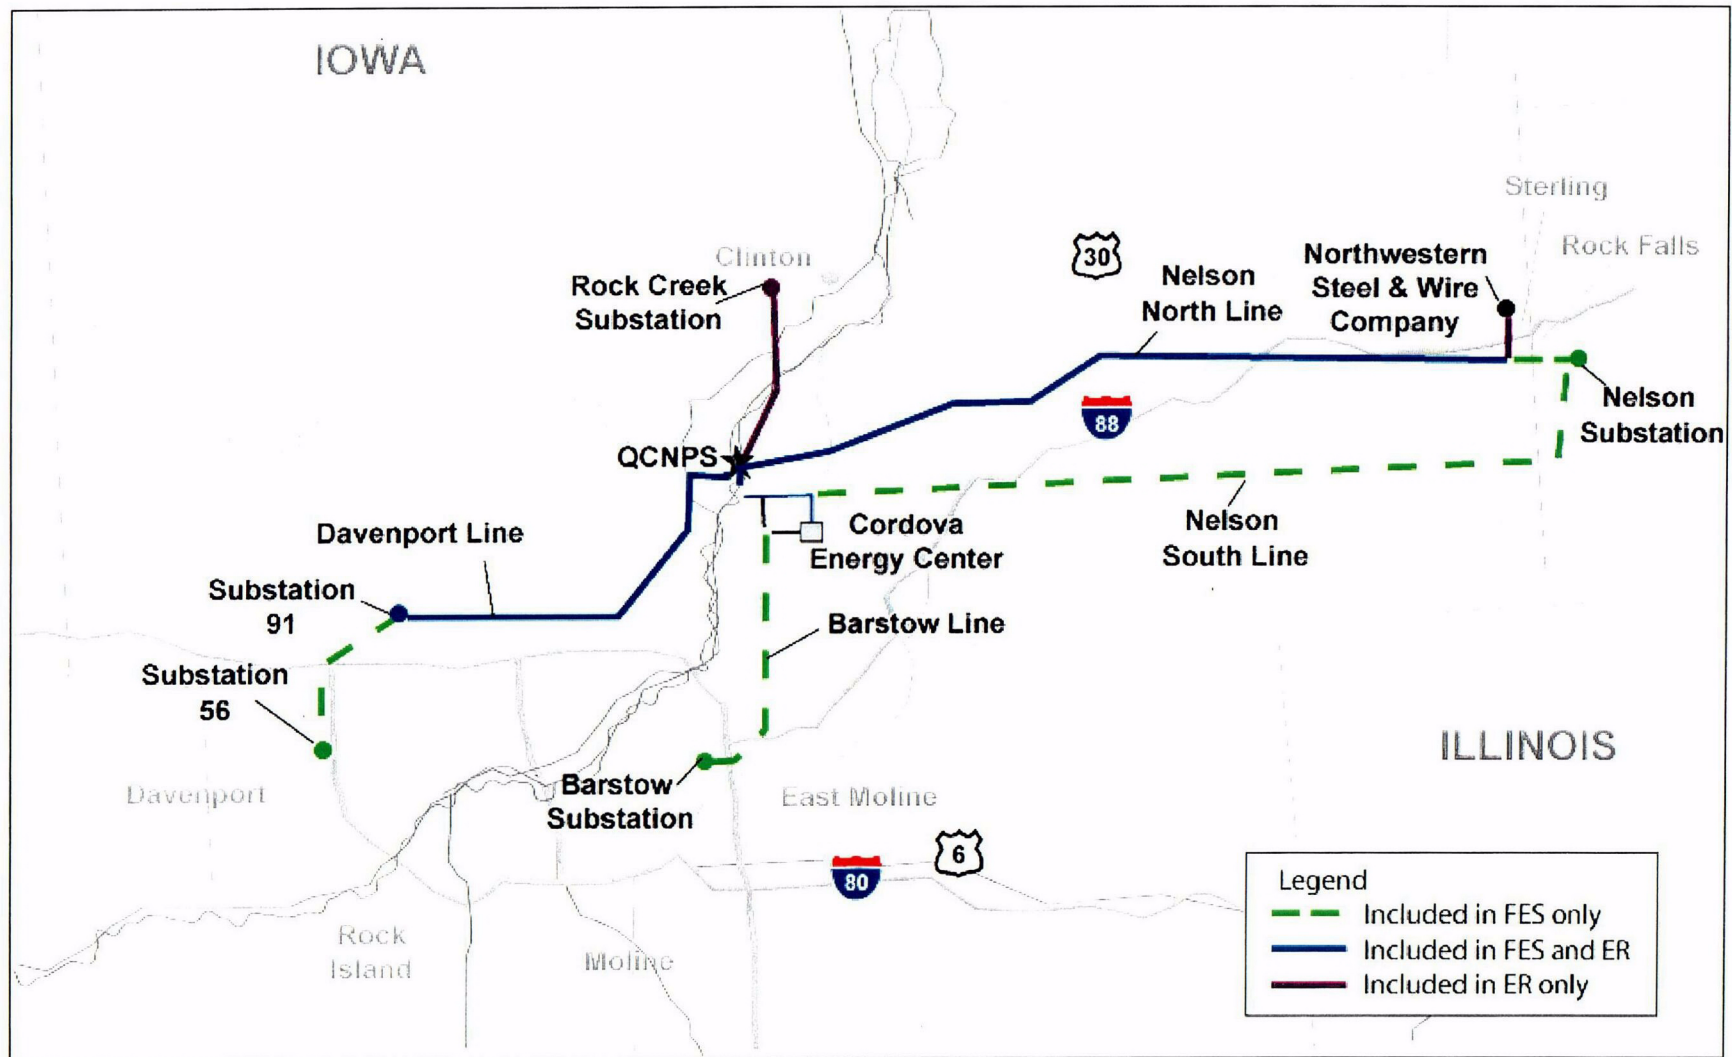 IOWA
Sterling
Rock Falls
Clinton
30
Northwestern
Steel & Wire
Company
Rock Creek
Substation
Nelson
North Line
88
Nelson
Substation
QCNPS
Cordova
Energy Center
Nelson
South Line
Davenport Line
Substation
91
Barstow Line
Substation
56
ILLINOIS
Davenport
Barstow
Substation
East Moline
6
80
Rock
Island
Moline
Legend
Included in FES only
Included in FES and ER
Included in ER only